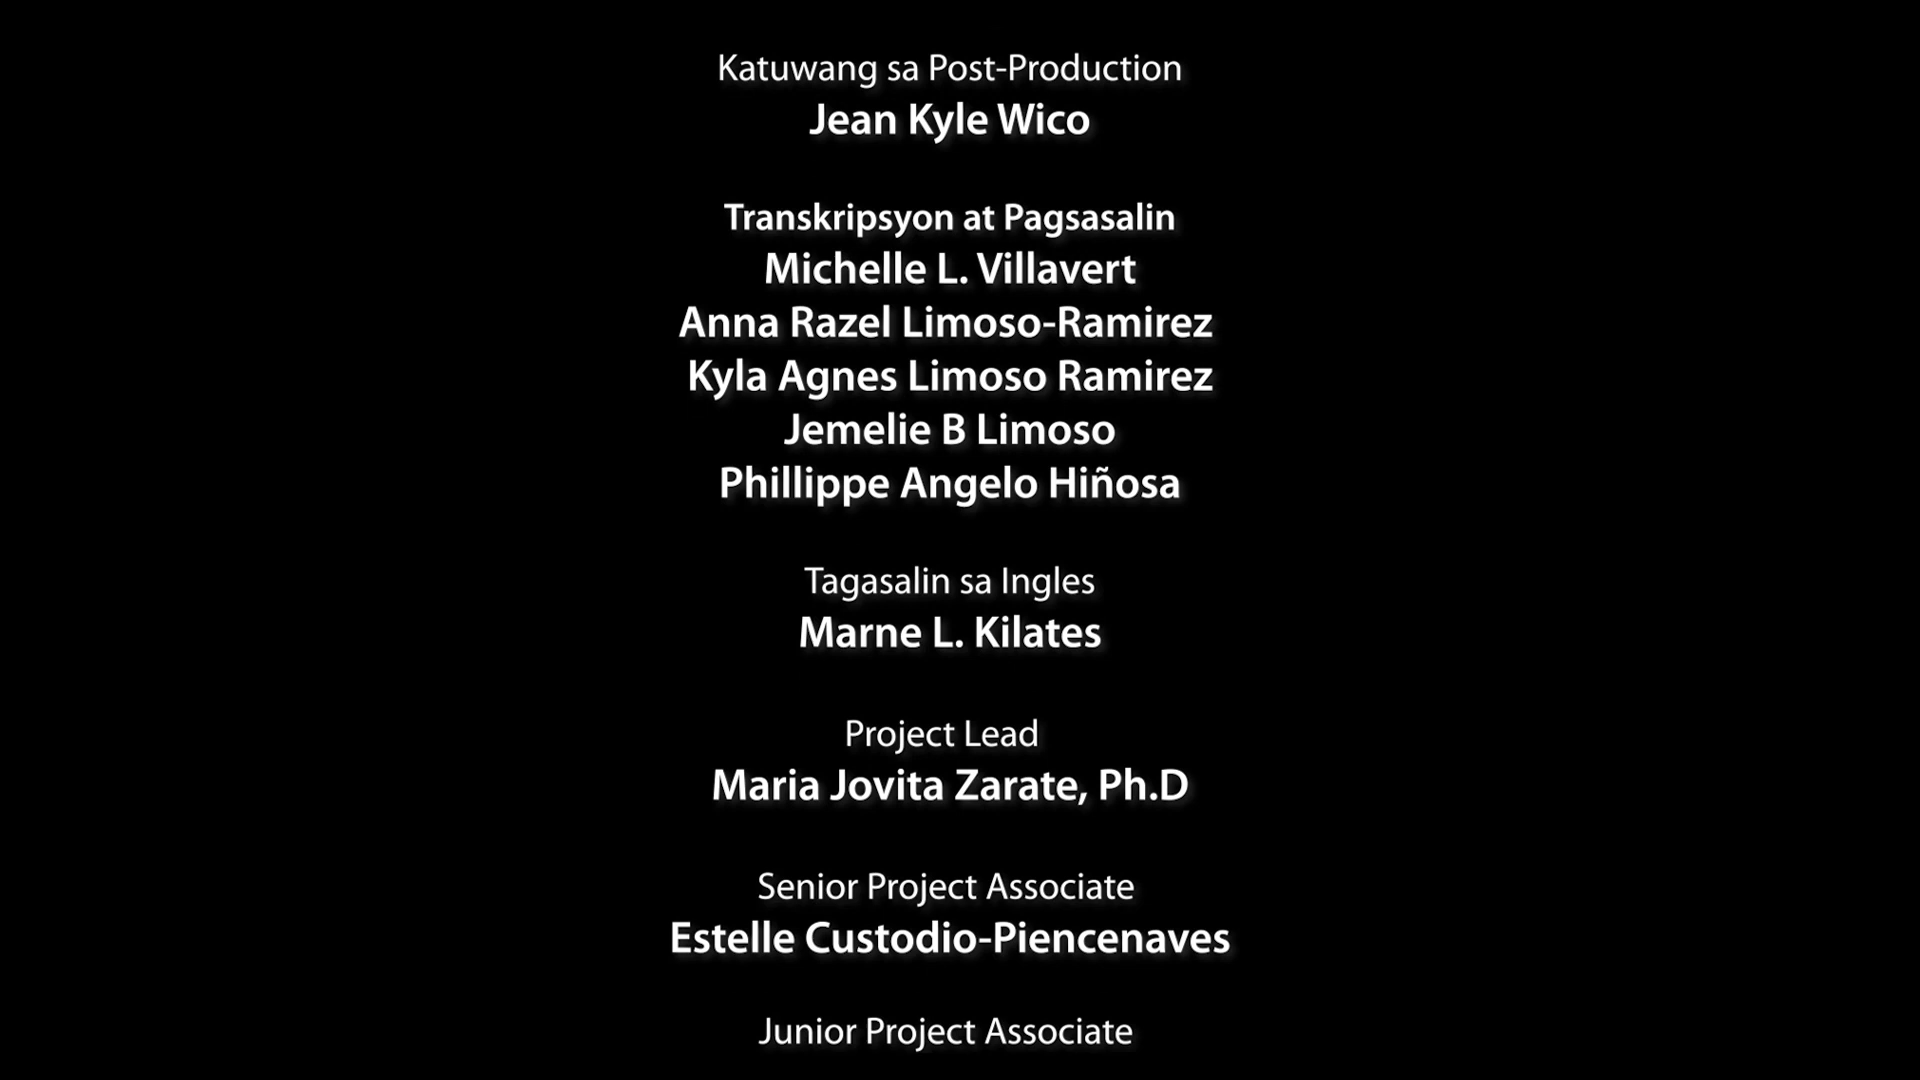 Katuwang sa Post-Production
Jean Kyle Wico
Transkripsyon at Pagsasalin
Michelle L. Villavert
Anna Razel Limoso-Ramirez
Kyla Agnes Limoso Ramirez
Jemelie B Limoso
Phillippe Angelo Hiñosa
Tagasalin sa Ingles
Marne L. Kilates
Project Lead
Maria Jovita Zarate, Ph.D
Senior Project Associate
Estelle Custodio-Piencenaves
Junior Project Associate